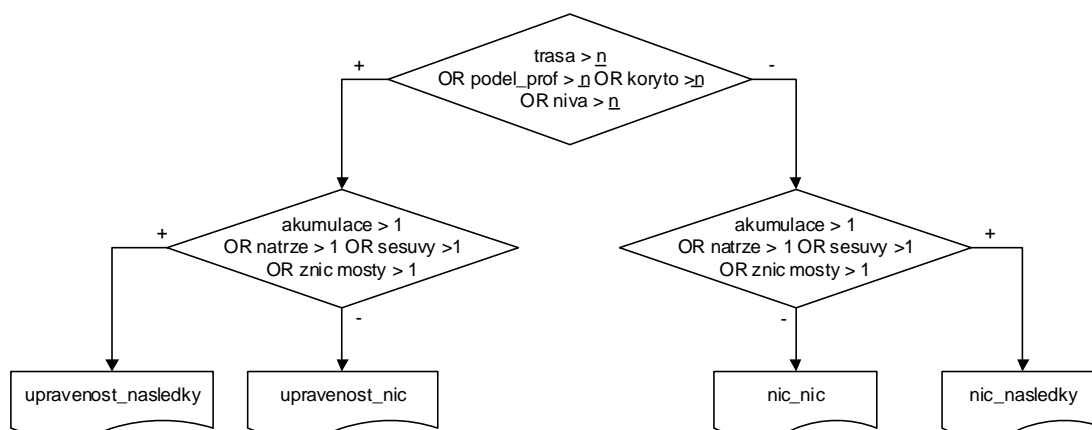 trasa > n
OR podel_prof > n OR koryto >n
OR niva > n
+
-
akumulace > 1
OR natrze > 1 OR sesuvy >1
OR znic mosty > 1
+
-
akumulace > 1
OR natrze > 1 OR sesuvy >1
OR znic mosty > 1
-
+
upravenost_nasledky
upravenost_nic
nic_nic
nic_nasledky